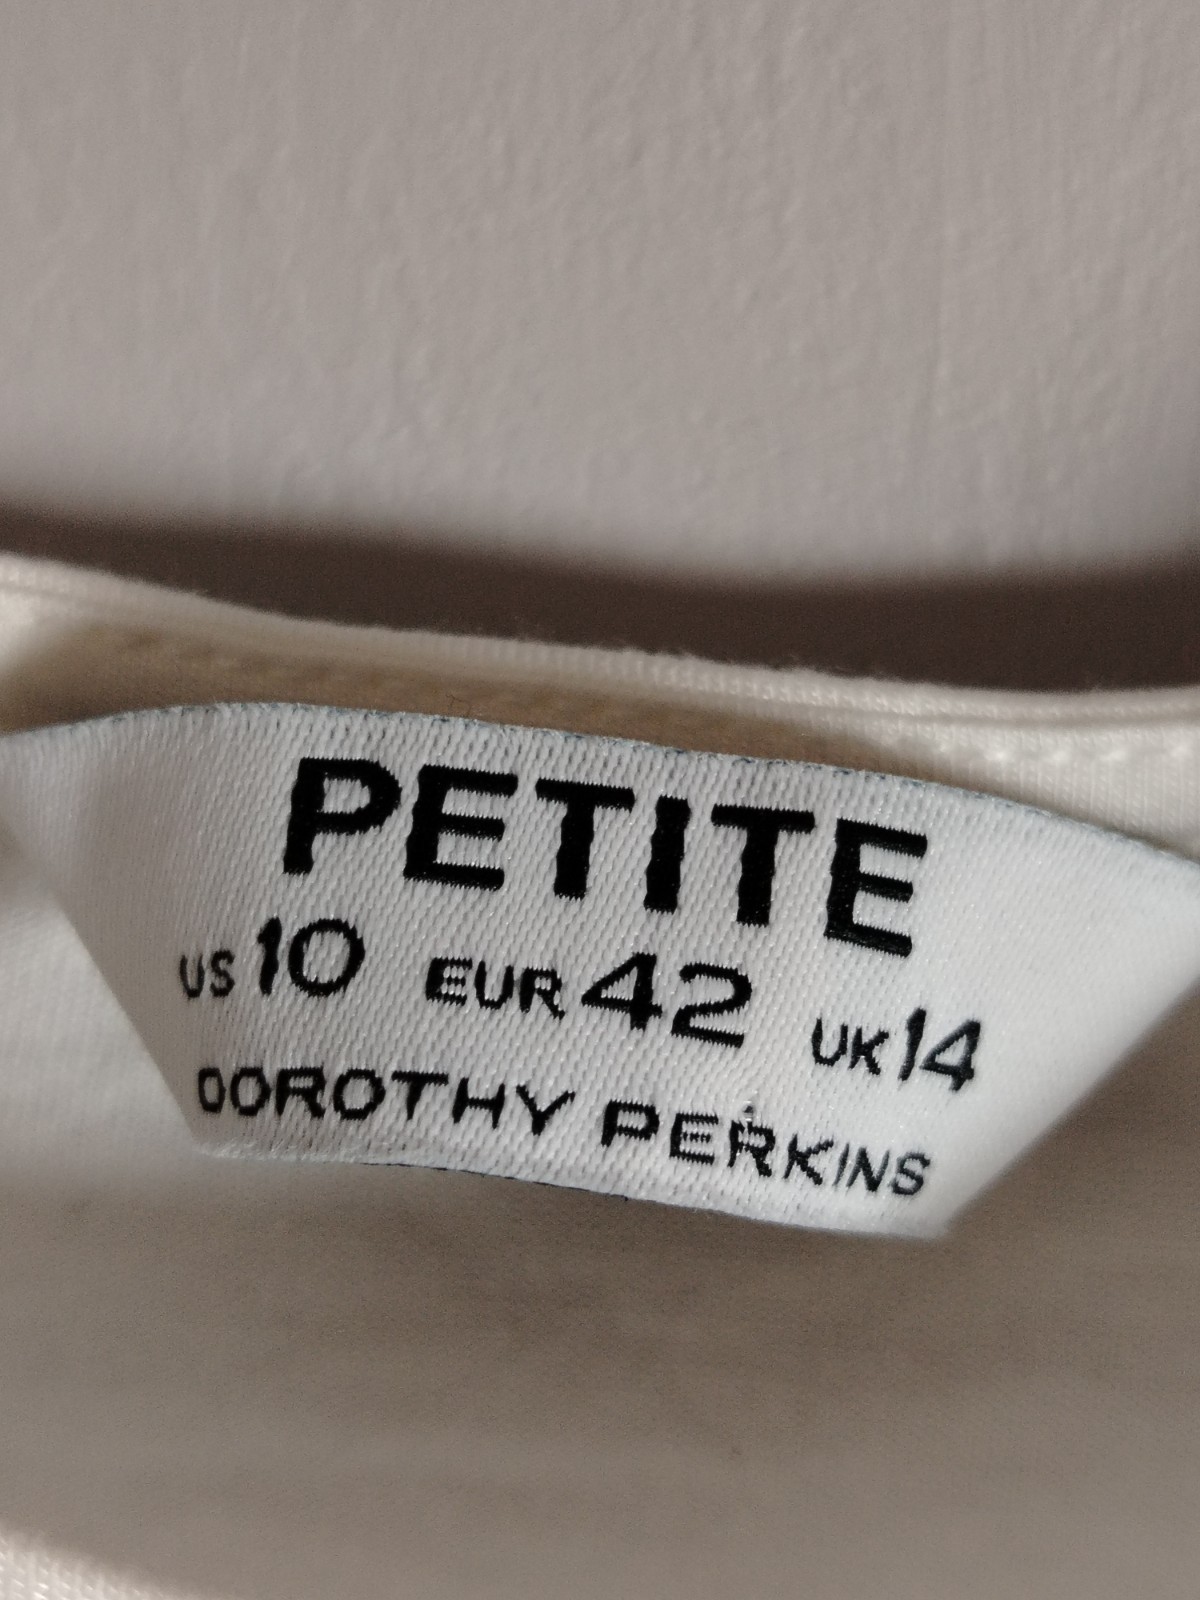 PETITE
US 10 EUR 42 UK 14
DOROTHY PERKINS